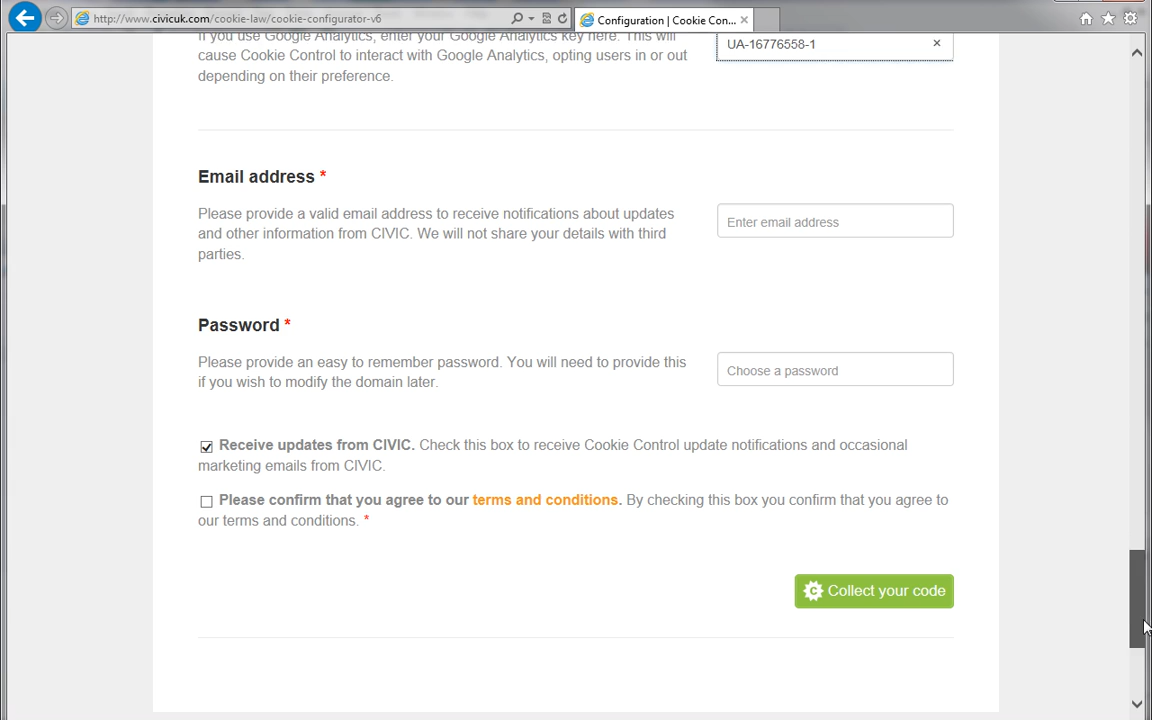 http://www.civicuk.com/cookie-law/cookie-configurator-v6
Configuration | Cookie Con...
If you use Google Analytics, enter your Google Analytics key here. This will
cause Cookie Control to interact with Google Analytics, opting users in or out
depending on their preference.
UA-16776558-1
Email address *
Please provide a valid email address to receive notifications about updates
and other information from CIVIC. We will not share your details with third
parties.
Enter email address
Password *
Please provide an easy to remember password. You will need to provide this
if you wish to modify the domain later.
Choose a password
Receive updates from CIVIC. Check this box to receive Cookie Control update notifications and occasional
marketing emails from CIVIC.
Please confirm that you agree to our terms and conditions. By checking this box you confirm that you agree to
our terms and conditions. *
Collect your code